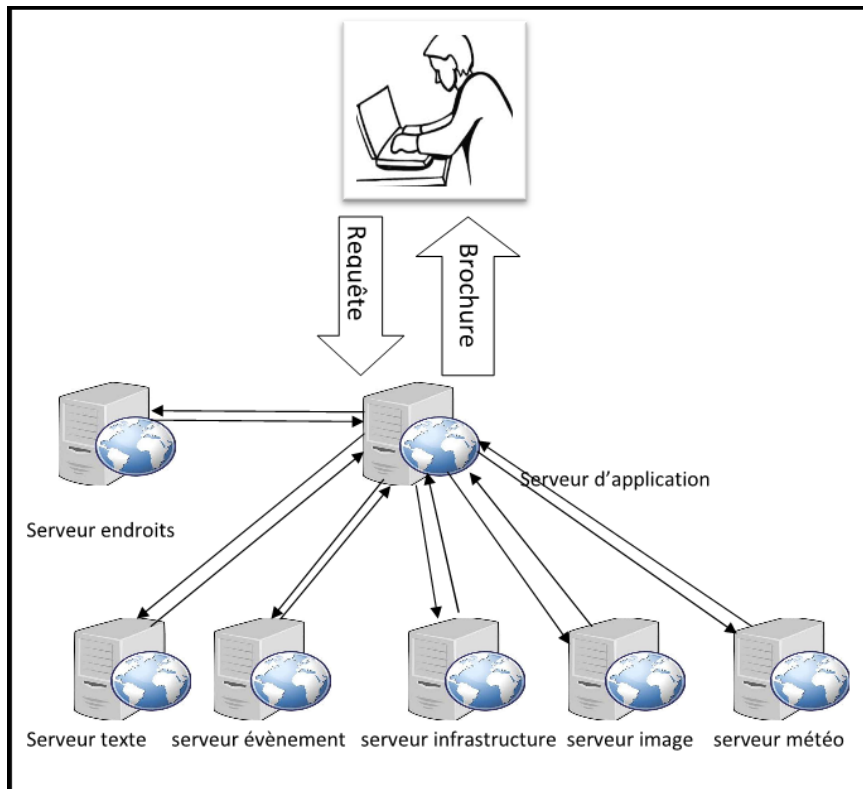 Requête
Brochure
Serveur d'application
Serveur endroits
Serveur texte
serveur évènement
serveur infrastructure
serveur image
serveur météo